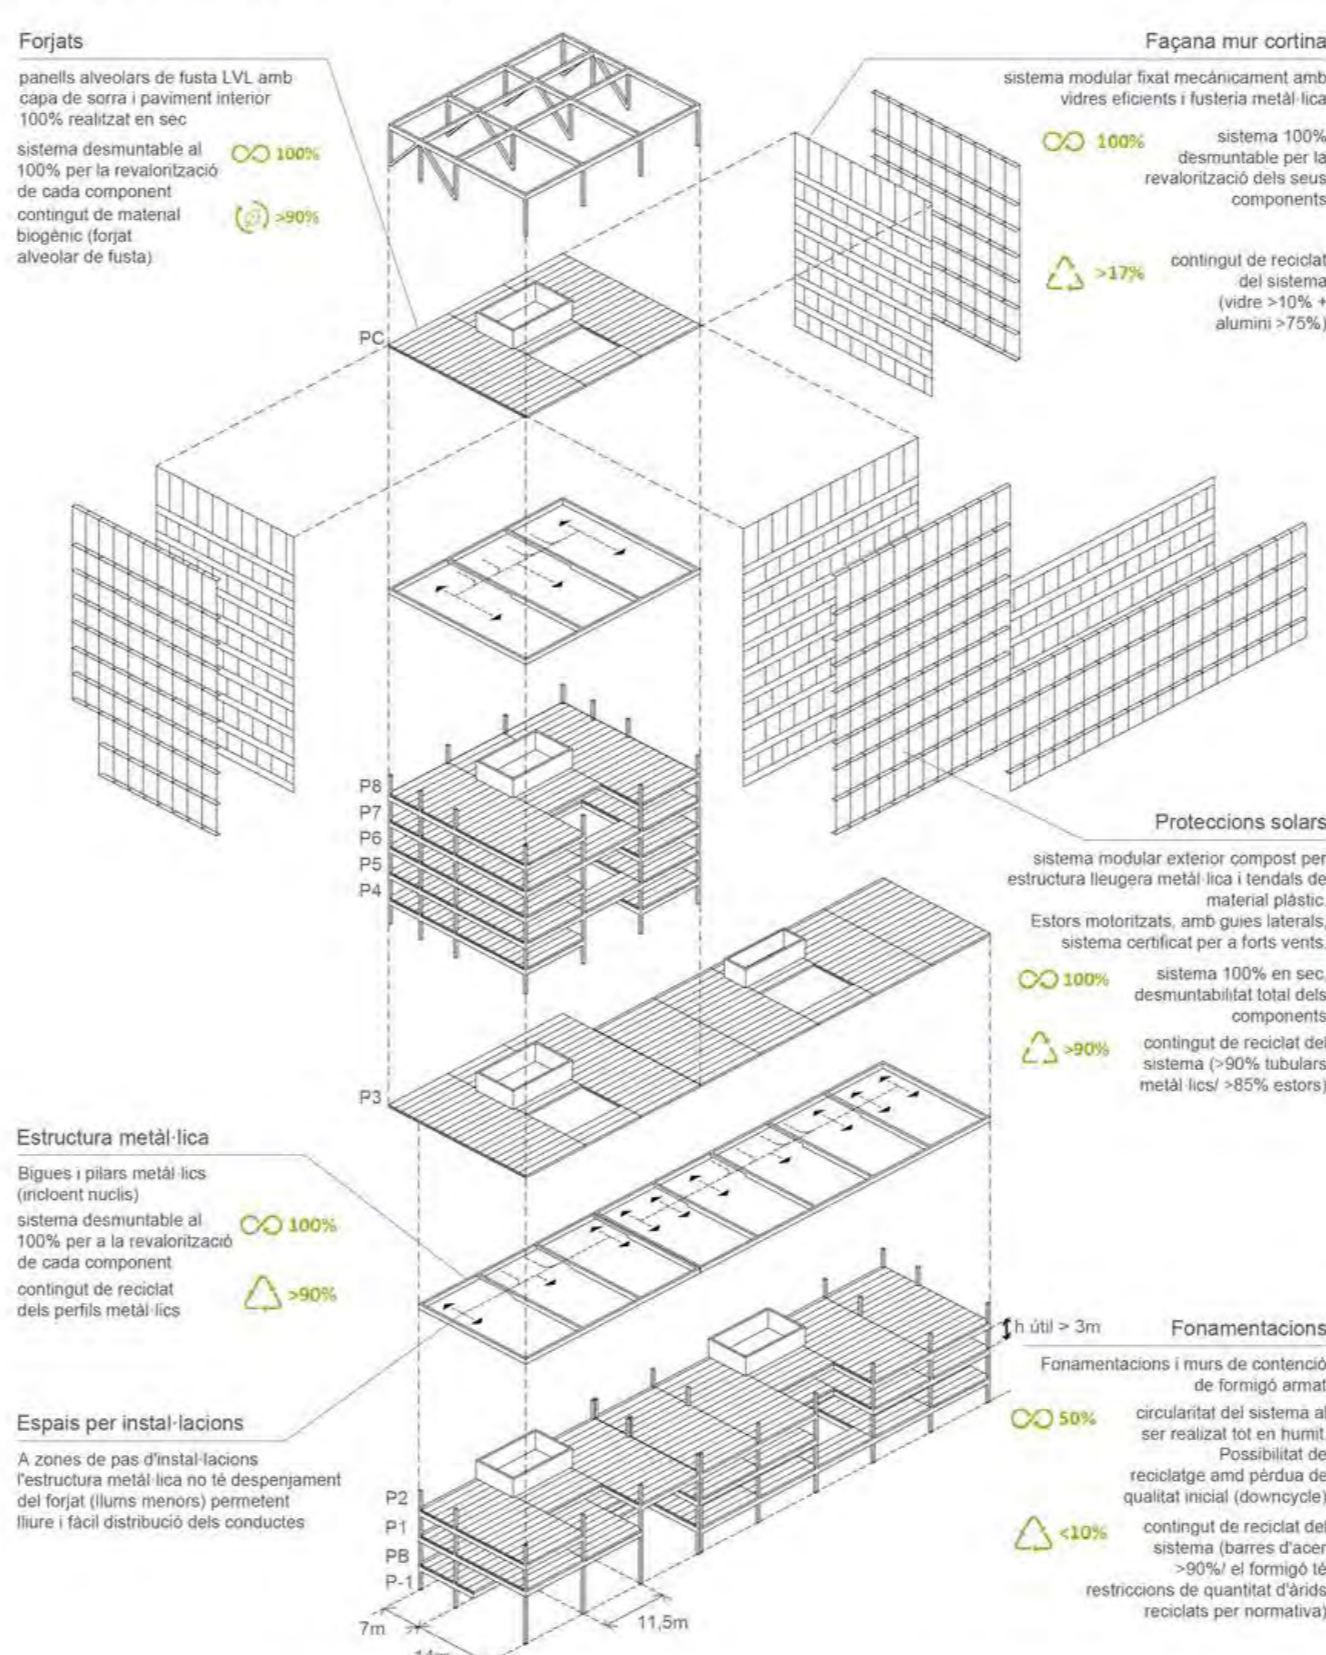 Forjats
panells alveolars de fusta LVL amb
capa de sorra i paviment interior
100% realitzat en sec
sistema desmuntable al
100% per la revalorització
de cada component
100%
contingut de material
biogènic (forjat
alveolar de fusta)
>90%
Façana mur cortina
sistema modular fixat mecànicament amb
vidres eficients i fusteria metàl·lica
100%
sistema 100%
desmuntable per la
revalorització dels seus
components
>17%
contingut de reciclat
del sistema
(vidre >10% +
alumini >75%)
PC
P8
P7
P6
P5
P4
Proteccions solars
sistema modular exterior compost per
estructura lleugera metàl·lica i tendals de
material plàstic.
Estors motoritzats, amb guies laterals,
sistema certificat per a forts vents.
100%
sistema 100% en sec,
desmuntabilitat total dels
components
>90%
contingut de reciclat del
sistema (>90% tubulars
metàl·lics/ >85% estors)
P3
Estructura metàl·lica
Bigues i pilars metàl·lics
(incloent nuclis)
sistema desmuntable al
100% per a la revalorització
de cada component
100%
contingut de reciclat
dels perfils metàl·lics
>90%
Espais per instal·lacions
A zones de pas d'instal·lacions
l'estructura metàl·lica no té despenjament
del forjat (llums menors) permetent
lliure i fàcil distribució dels conductes
h útil > 3m
Fonamentacions
Fonamentacions i murs de contenció
de formigó armat
50%
circularitat del sistema al
ser realizat tot en humit.
Possibilitat de
reciclatge amd pèrdua de
qualitat inicial (downcycle)
<10%
contingut de reciclat del
sistema (barres d'acer
>90%/ el formigó té
restriccions de quantitat d'àrids
reciclats per normativa)
P2
P1
PB
P-1
7m
11,5m